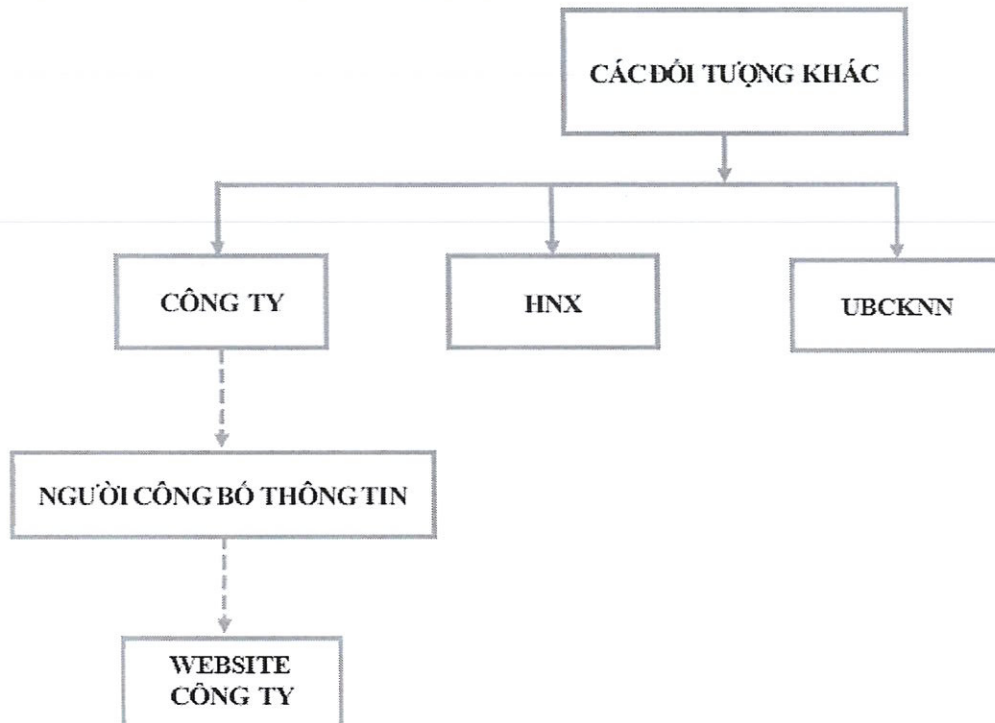 CÁC ĐỐI TƯỢNG KHÁC
CÔNG TY
HNX
UBCKNN
NGƯỜI CÔNG BỐ THÔNG TIN
WEBSITE
CÔNG TY